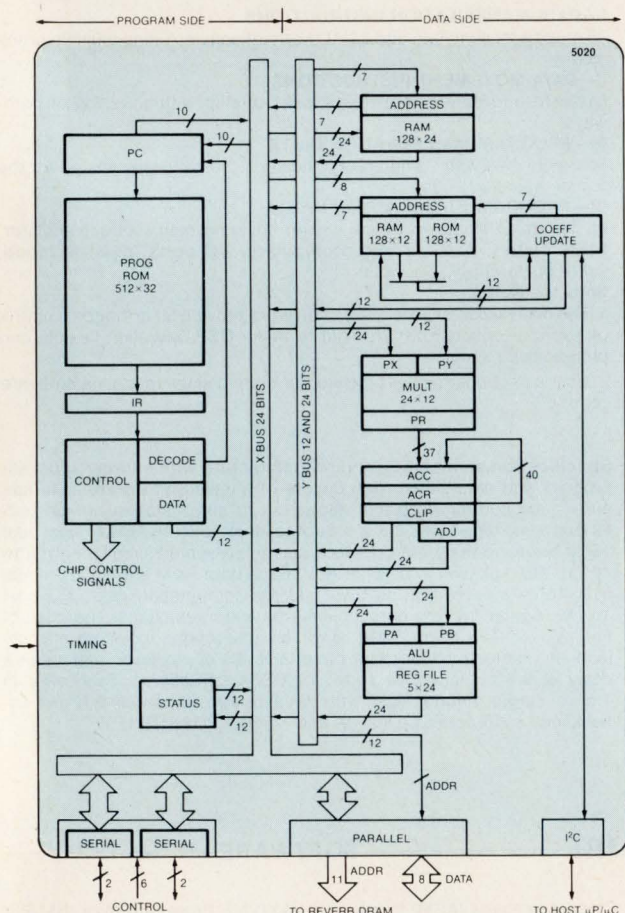 PROGRAM SIDE
DATA SIDE
5020
7
ADDRESS
10
10
7
RAM
128 × 24
24
24
PC
8
ADDRESS
7
7
RAM
128 × 12
ROM
128 × 12
COEFF
UPDATE
PROG
ROM
512 × 32
12
12
12
24
PX
PY
MULT
24 × 12
PR
IR
X BUS 24 BITS
Y BUS 12 AND 24 BITS
37
DECODE
ACC
40
CONTROL
ACR
DATA
CLIP
12
24
ADJ
24
CHIP CONTROL
SIGNALS
24
24
24
TIMING
PA
PB
ALU
REG FILE
5 × 24
STATUS
12
12
24
12
ADDR
SERIAL
SERIAL
PARALLEL
I²C
2
6
2
11
ADDR
8
DATA
CONTROL
TO REVERB DRAM
TO HOST µP/µC